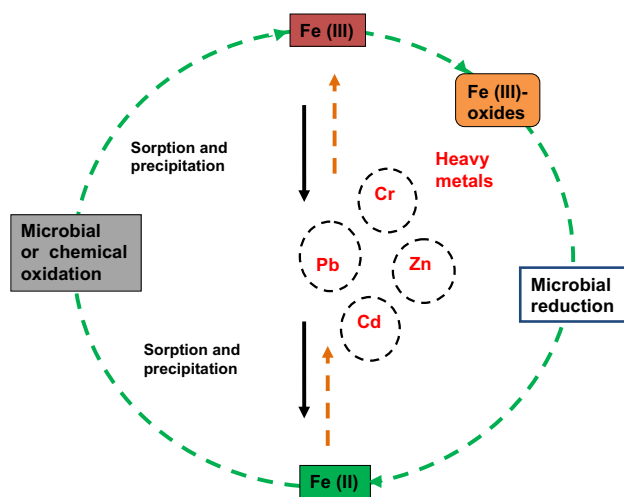 Fe (III)
Fe (III)-
oxides
Sorption and
precipitation
Heavy
metals
Cr
Microbial
or chemical
oxidation
Pb
Zn
Microbial
reduction
Cd
Sorption and
precipitation
Fe (II)